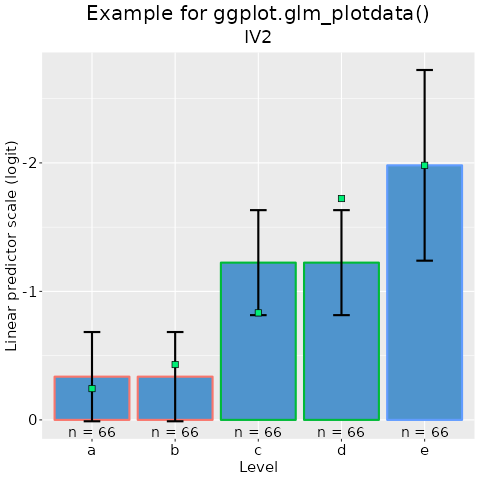 Example for ggplot.glm_plotdata()
IV2
Linear predictor scale (logit)
-2
-1
0
n = 66 n = 66 n = 66 n = 66 n = 66
a b c d e
Level